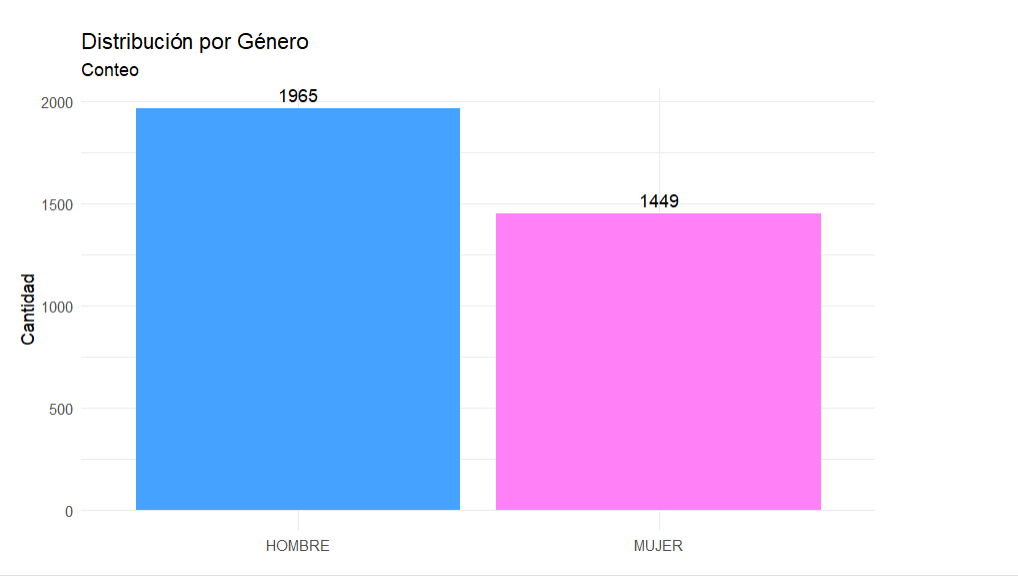 Distribución por Género
Conteo
1965
2000
1449
1500
Cantidad
1000
500
0
HOMBRE
MUJER